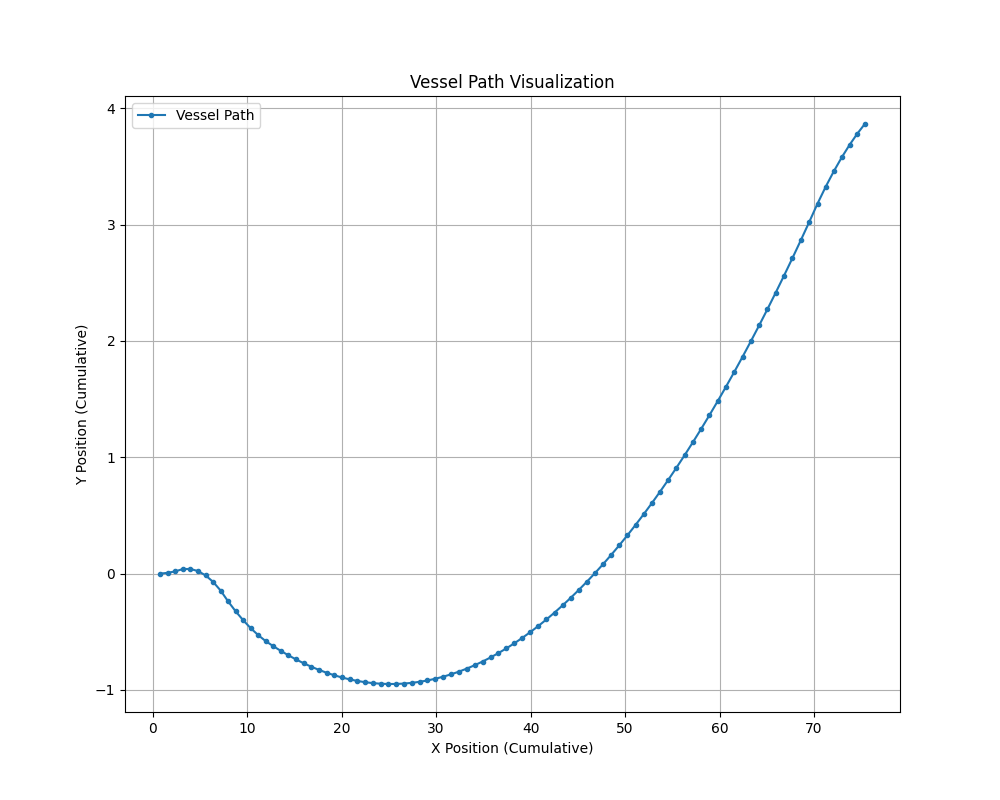 Vessel Path Visualization
Vessel Path
4
3
2
1
0
−1
Y Position (Cumulative)
0 10 20 30 40 50 60 70
X Position (Cumulative)